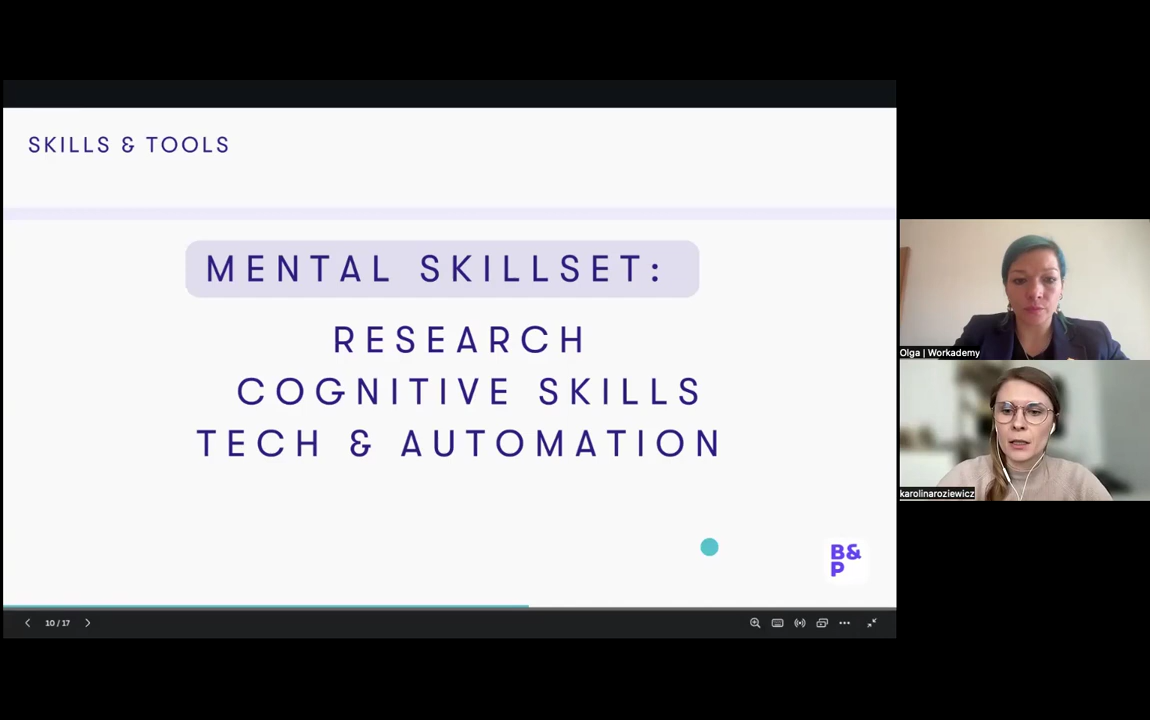 SKILLS & TOOLS
MENTAL SKILLSET:
RESEARCH
COGNITIVE SKILLS
TECH & AUTOMATION
B&
P
10 / 17
Olga | Workademy
karolinaroziewicz